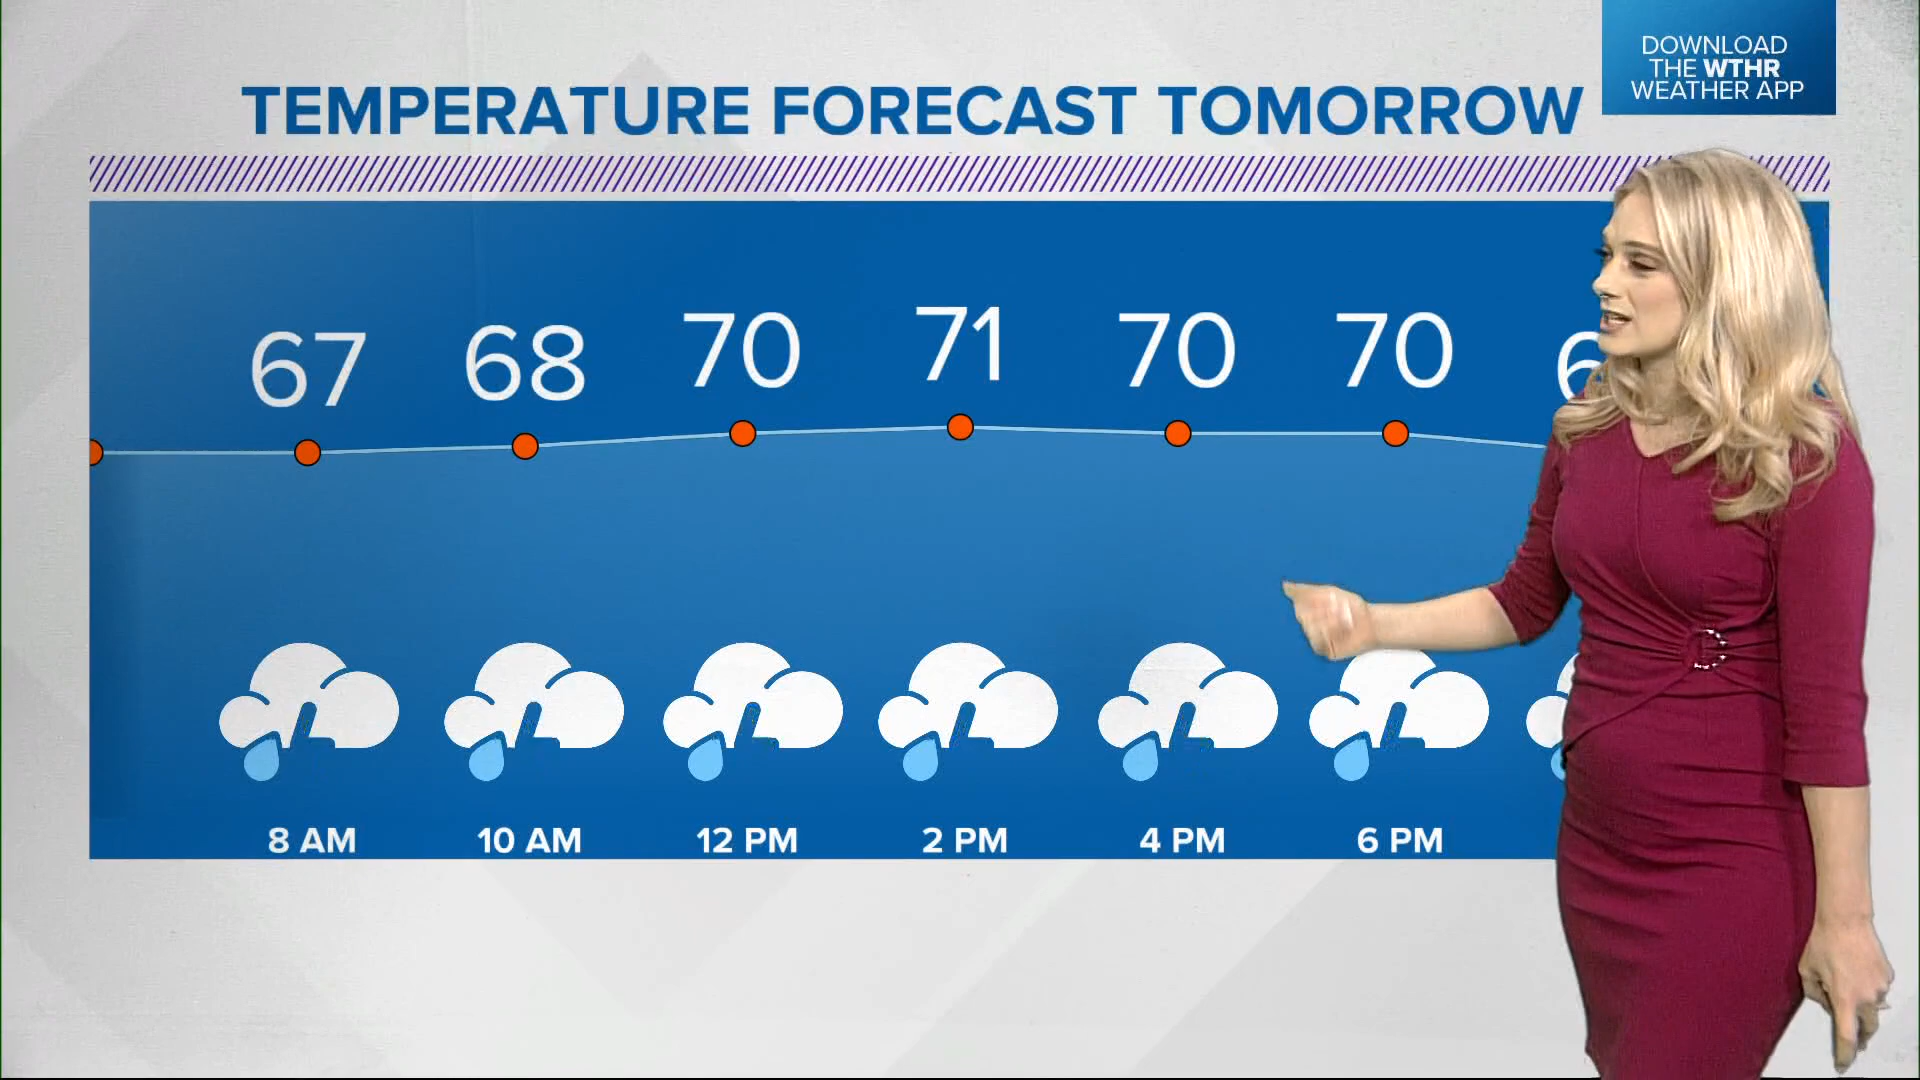 DOWNLOAD
THE WTHR
WEATHER APP
TEMPERATURE FORECAST TOMORROW
67 68 70 71 70 70
8 AM 10 AM 12 PM 2 PM 4 PM 6 PM